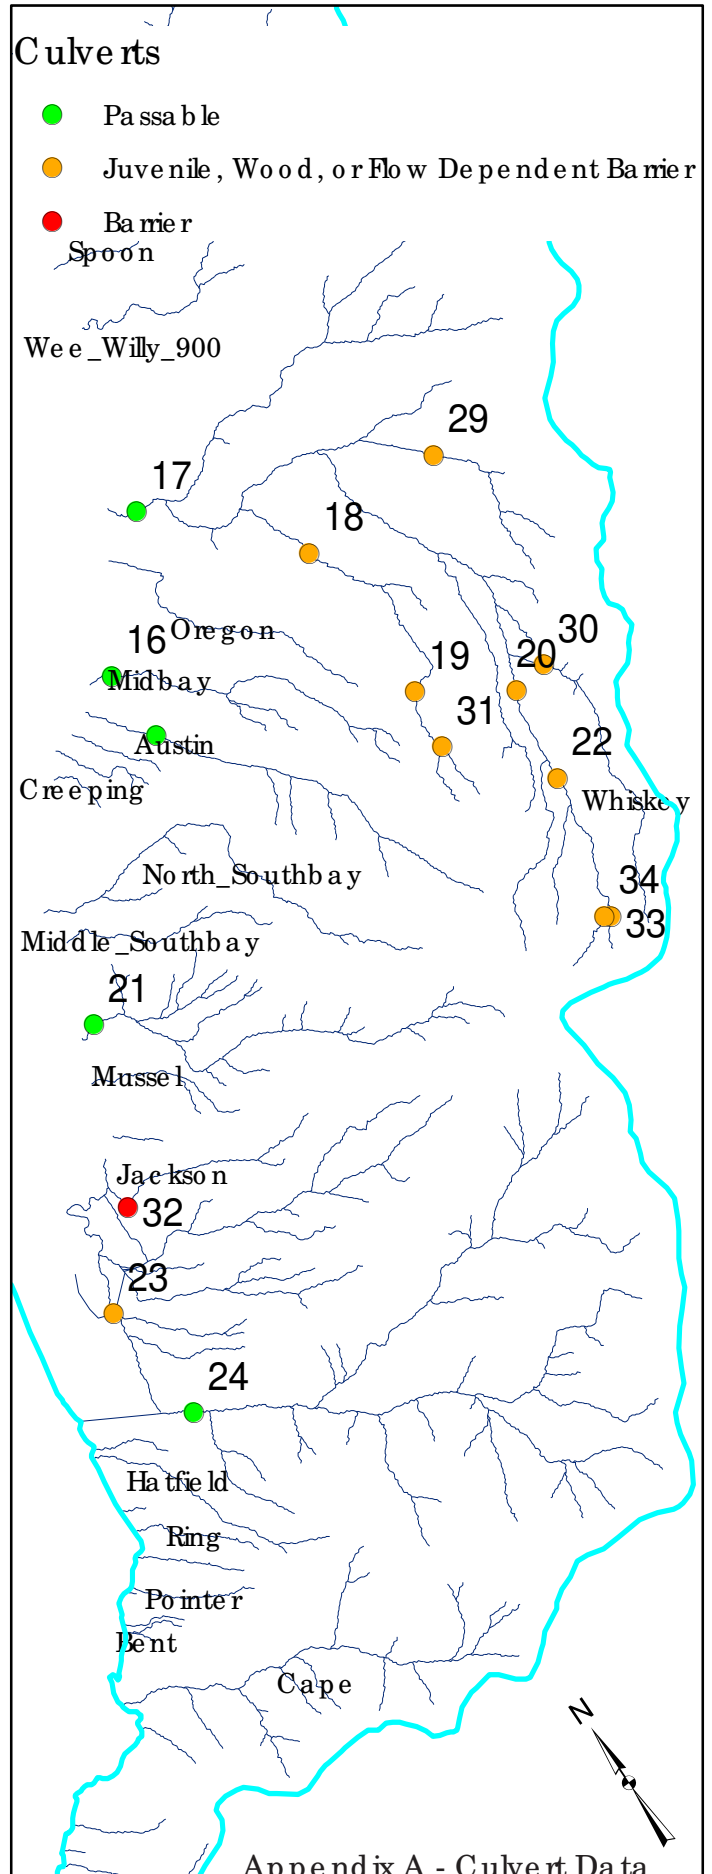 Culverts
Passable
Juvenile, Wood, or Flow Dependent Barrier
Barrier
Spoon
Wee_Willy_900
29
17
18
30
16
Oregon
19
20
Midbay
31
Austin
22
Creeping
Whiskey
North_Southbay
34
33
Middle_Southbay
21
Mussel
Jackson
32
23
24
Hatfield
Ring
Pointer
Bent
Cape
N
Appendix A - Culvert Data